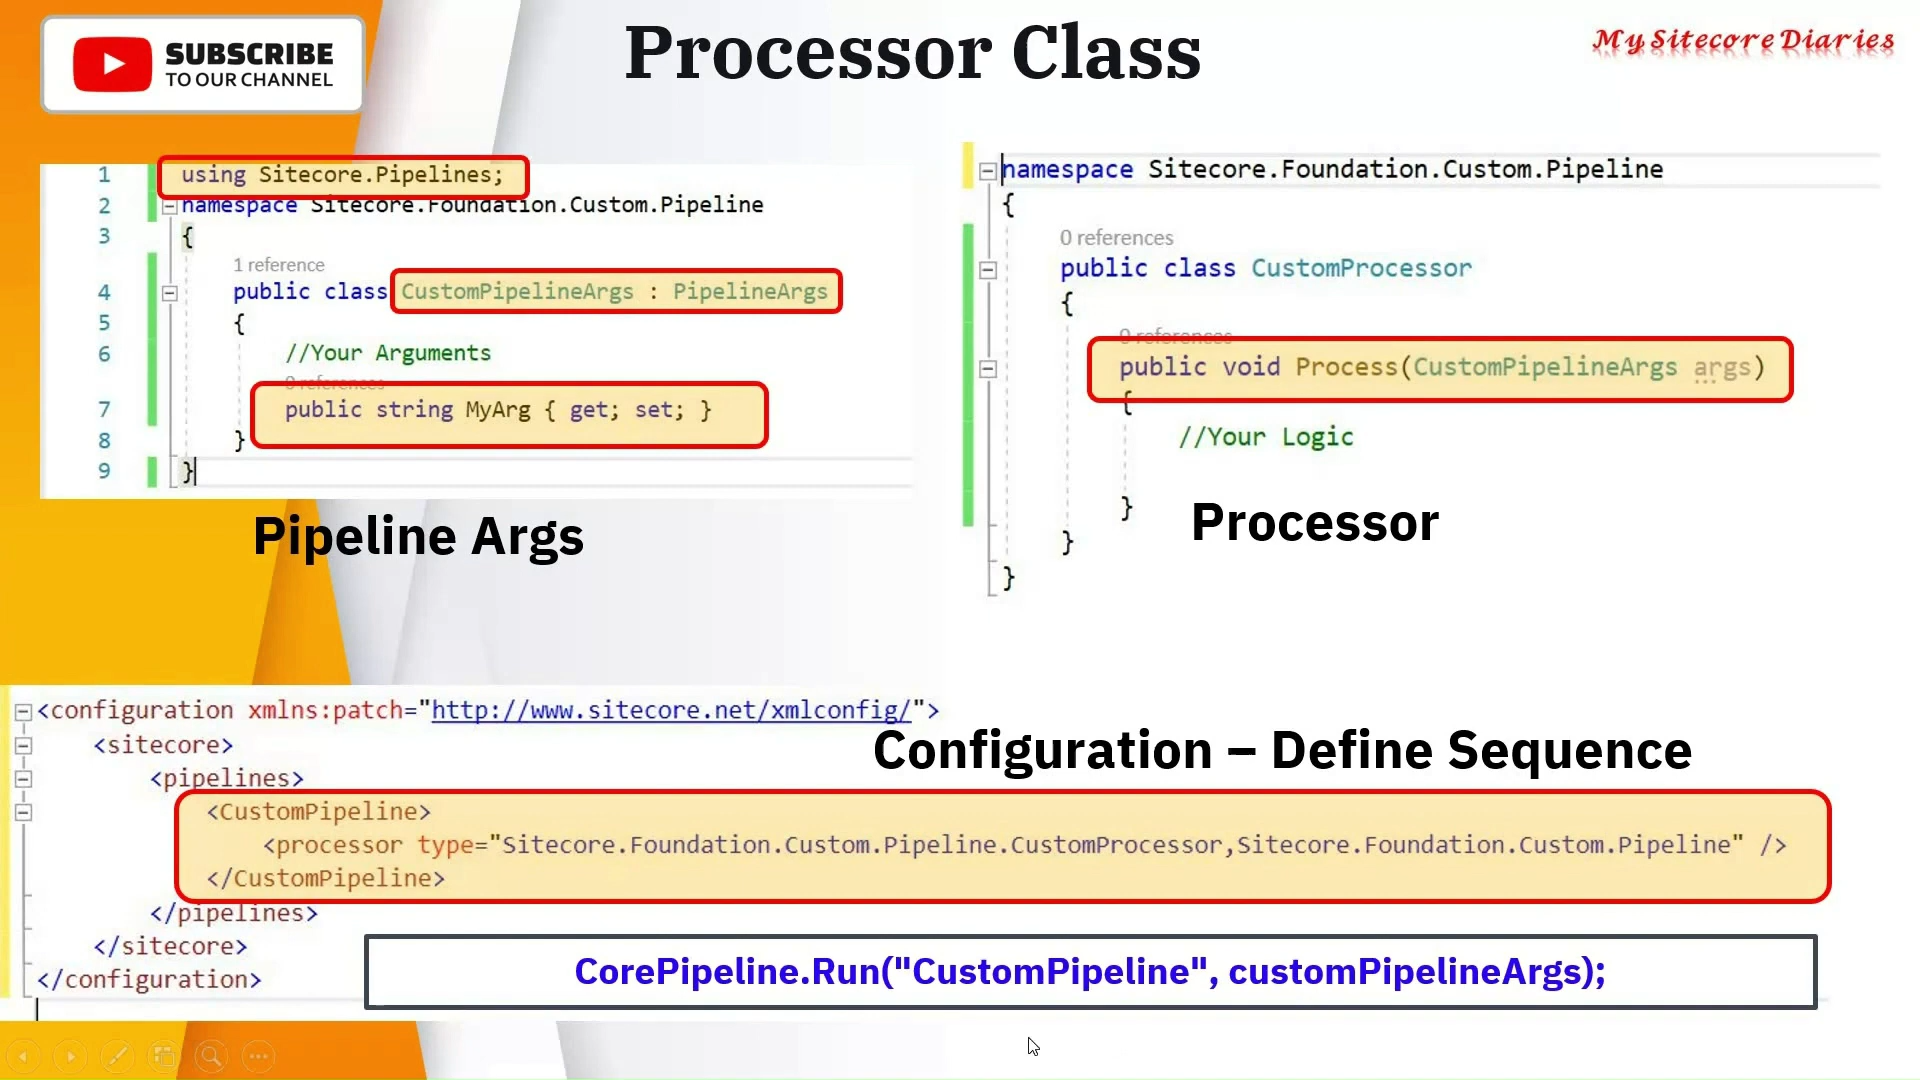 SUBSCRIBE
TO OUR CHANNEL
Processor Class
My Sitecore Diaries
1 using Sitecore.Pipelines;
2 namespace Sitecore.Foundation.Custom.Pipeline
3 {
1 reference
4 public class CustomPipelineArgs : PipelineArgs
5 {
6 //Your Arguments
0 references
7 public string MyArg { get; set; }
8 }
9 }
Pipeline Args
namespace Sitecore.Foundation.Custom.Pipeline
{
0 references
public class CustomProcessor
{
0 references
public void Process(CustomPipelineArgs args)
{
//Your Logic
}
}
}
Processor
<configuration xmlns:patch="http://www.sitecore.net/xmlconfig/">
<sitecore>
<pipelines>
<CustomPipeline>
<processor type="Sitecore.Foundation.Custom.Pipeline.CustomProcessor,Sitecore.Foundation.Custom.Pipeline" />
</CustomPipeline>
</pipelines>
</sitecore>
</configuration>
Configuration – Define Sequence
CorePipeline.Run("CustomPipeline", customPipelineArgs);